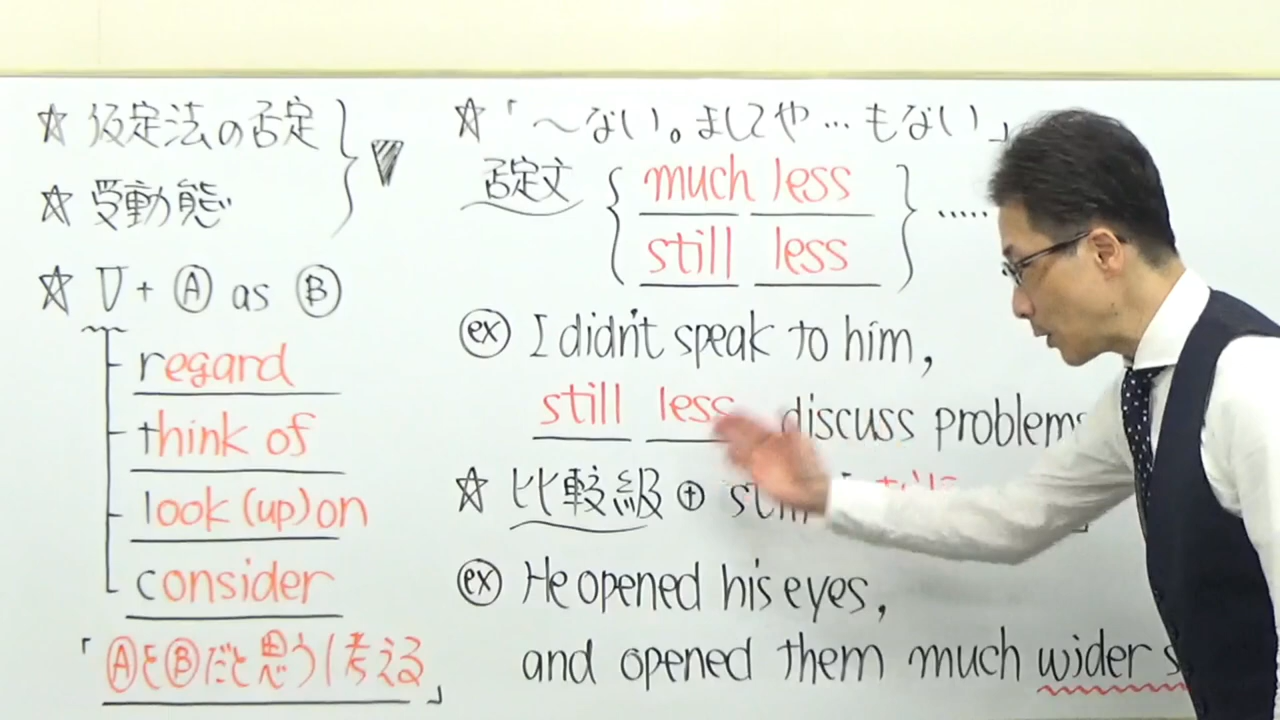 ☆ 仮定法の否定
☆ 受動態
☆ V + Ⓐ as Ⓑ
regard
think of
look (up) on
consider
「ⒶをⒷだと思う/考える」
☆「～ない。ましてや…もない」
否定文 { much less
still less } ……
ex I didn't speak to him,
still less discuss problems
☆ 比較級 ⊕ still
ex He opened his eyes,
and opened them much wider